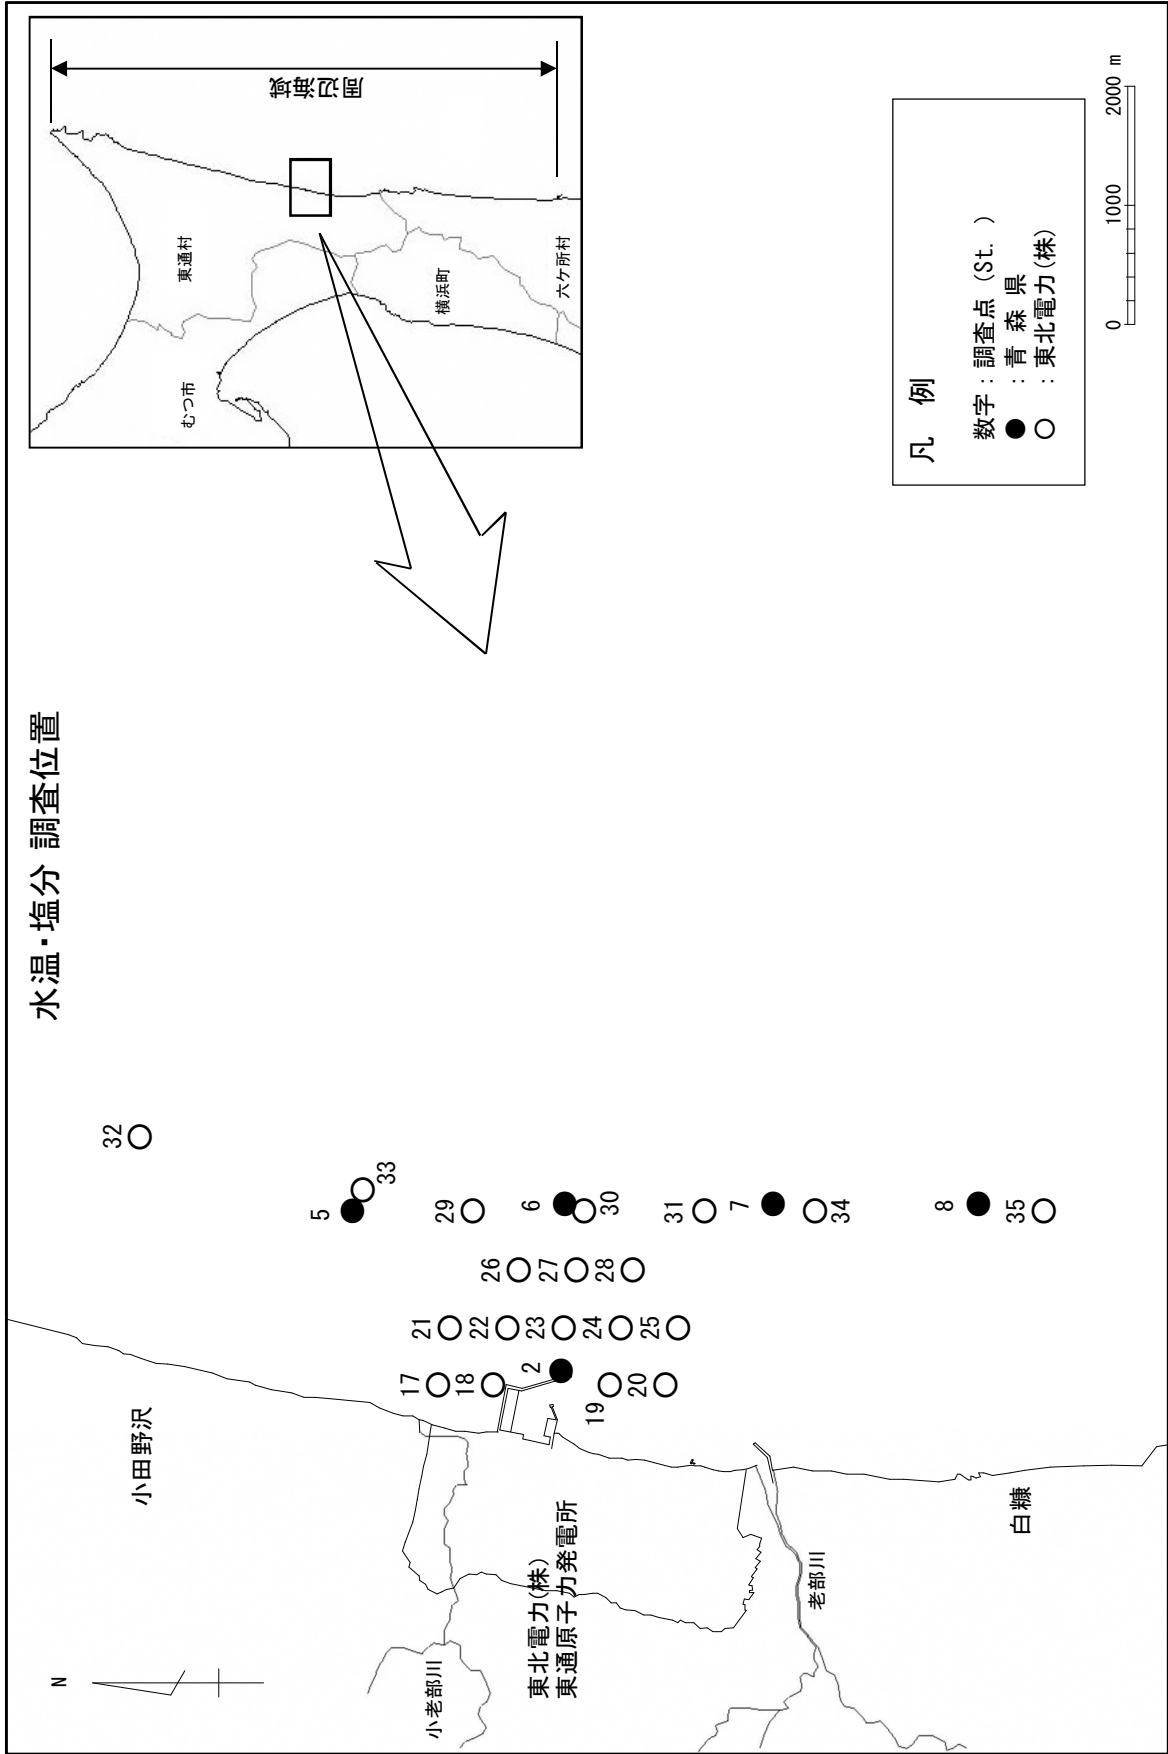 水温・塩分 調査位置
N
小田野沢
小老部川
東北電力(株)
東通原子力発電所
老部川
白糠
32
5
33
29
6
30
31
7
34
8
35
26
27
28
21
22
23
24
25
17
18
2
19
20
むつ市
東通村
横浜町
六ケ所村
周辺海域
凡 例
数字：調査点 (St. )
● ：青 森 県
○ ：東北電力(株)
0 1000 2000 m